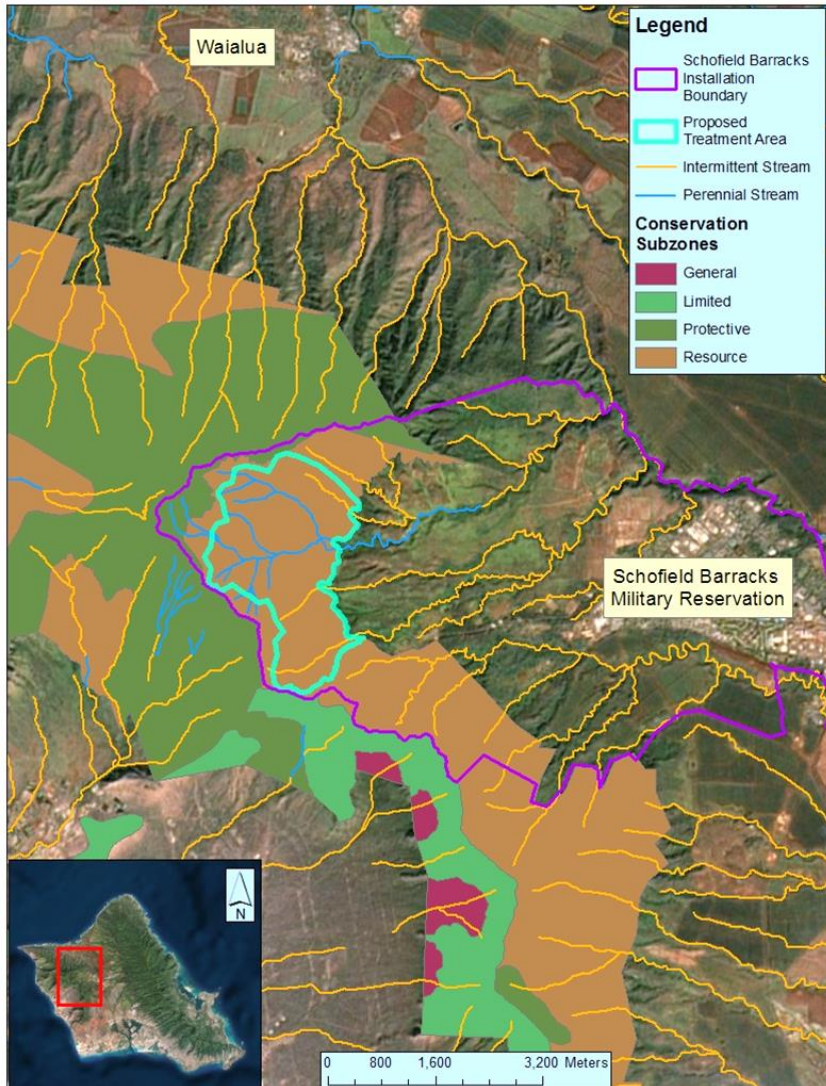 Waialua
Legend
Schofield Barracks
Installation
Boundary
Proposed
Treatment Area
Intermittent Stream
Perennial Stream
Conservation
Subzones
General
Limited
Protective
Resource
Schofield Barracks
Military Reservation
N
0 800 1,600 3,200 Meters